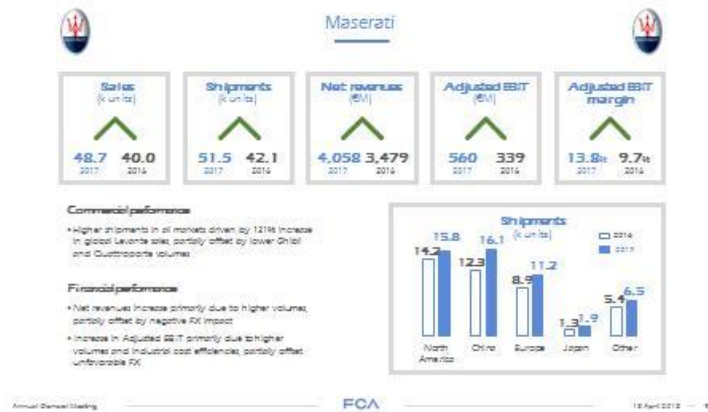 Maserati
Sales
(k units)
48.7 40.0
2017 2016
Shipments
(k units)
51.5 42.1
2017 2016
Net revenues
(€M)
4,058 3,479
2017 2016
Adjusted EBIT
(€M)
560 339
2017 2016
Adjusted EBIT
margin
13.8% 9.7%
2017 2016
Commercial performance
• Higher shipments in all markets driven by 121% increase
in global Levante sales, partially offset by lower Ghibli
and Quattroporte volumes
Financial performance
• Net revenues increase primarily due to higher volumes,
partially offset by negative FX impact
• Increase in Adjusted EBIT primarily due to higher
volumes and industrial cost efficiencies, partially offset
unfavorable FX
Shipments
(k units)
2016
2017
14.2 15.8
12.3 16.1
8.9 11.2
1.3 1.9
5.4 6.5
North
America
China
Europe
Japan
Other
Annual General Meeting
FCA